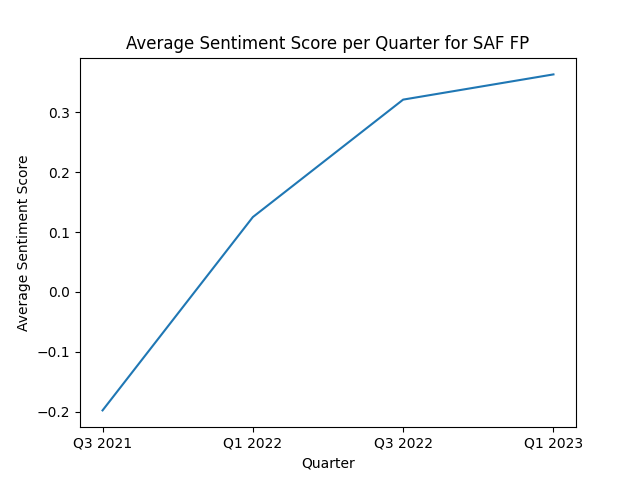 Average Sentiment Score per Quarter for SAF FP
Average Sentiment Score
0.3
0.2
0.1
0.0
−0.1
−0.2
Q3 2021 Q1 2022 Q3 2022 Q1 2023
Quarter